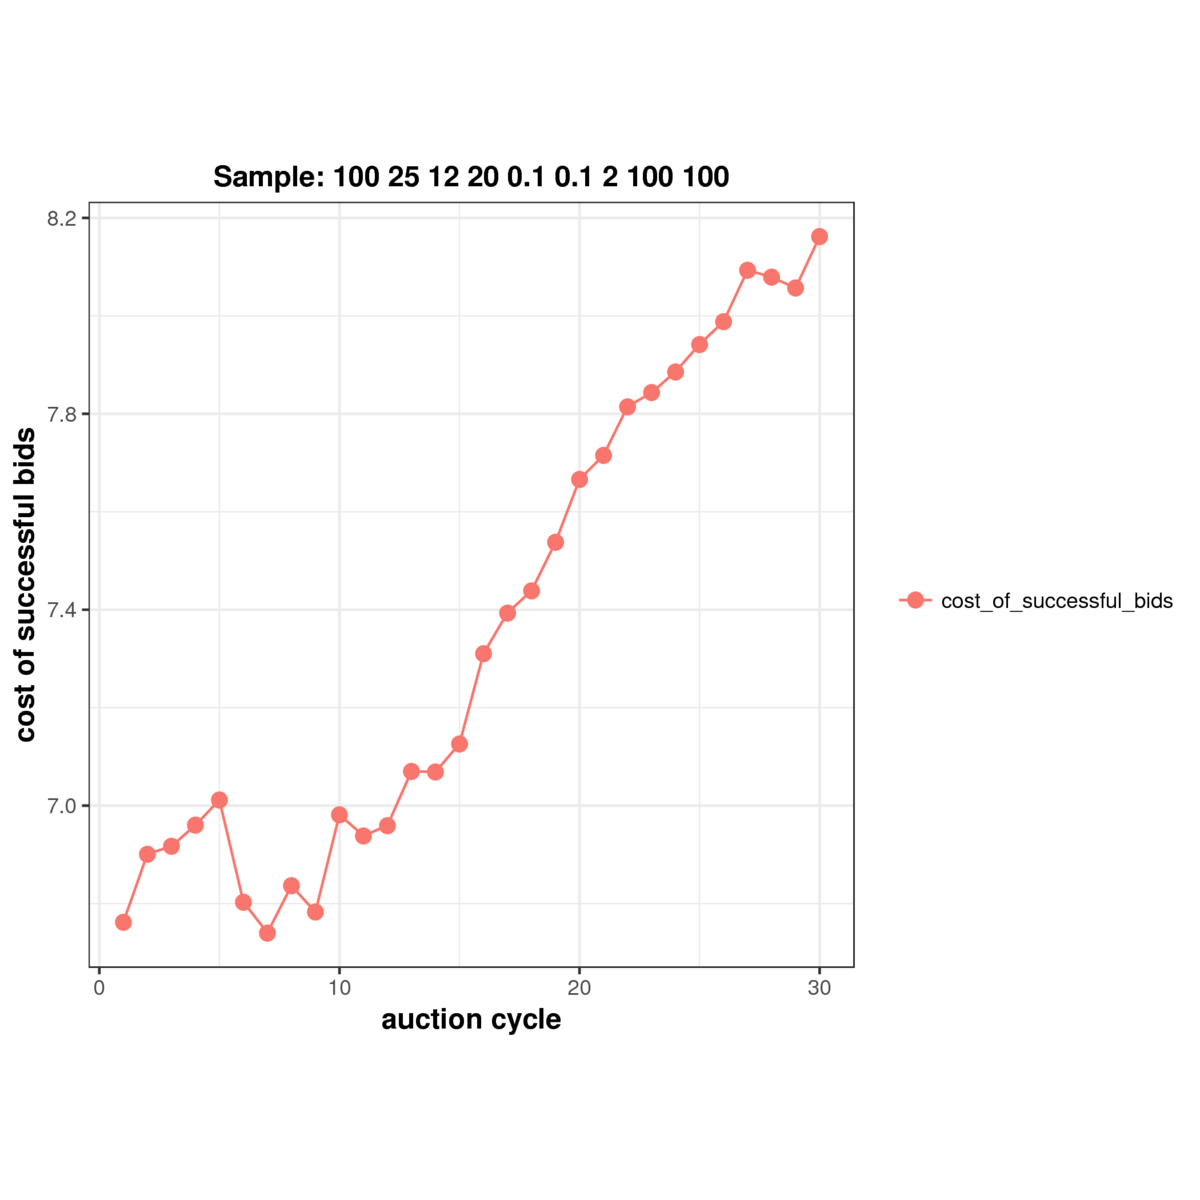 Sample: 100 25 12 20 0.1 0.1 2 100 100
8.2
7.8
7.4
7.0
cost of successful bids
0 10 20 30
auction cycle
cost_of_successful_bids